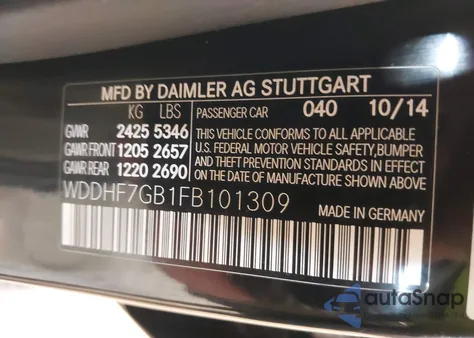 MFD BY DAIMLER AG STUTTGART
KG LBS
GVWR 2425 5346
GAWR FRONT 1205 2657
GAWR REAR 1220 2690
PASSENGER CAR 040 10/14
THIS VEHICLE CONFORMS TO ALL APPLICABLE
U.S. FEDERAL MOTOR VEHICLE SAFETY, BUMPER
AND THEFT PREVENTION STANDARDS IN EFFECT
ON THE DATE OF MANUFACTURE SHOWN ABOVE
WDDHF7GB1FB101309
MADE IN GERMANY
autoSnap